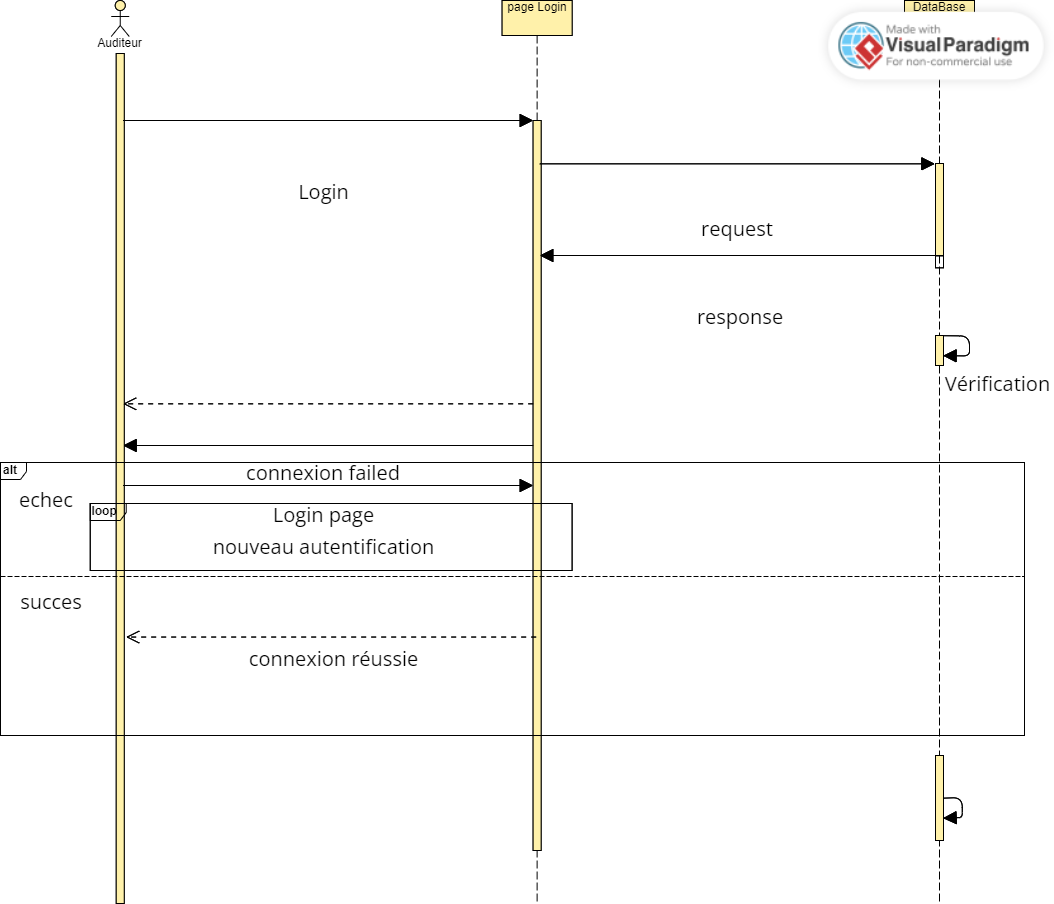 page Login
DataBase
Auditeur
Made with
Visual Paradigm
For non-commercial use
Login
request
response
Vérification
alt
connexion failed
echec
loop
Login page
nouveau autentification
succes
connexion réussie